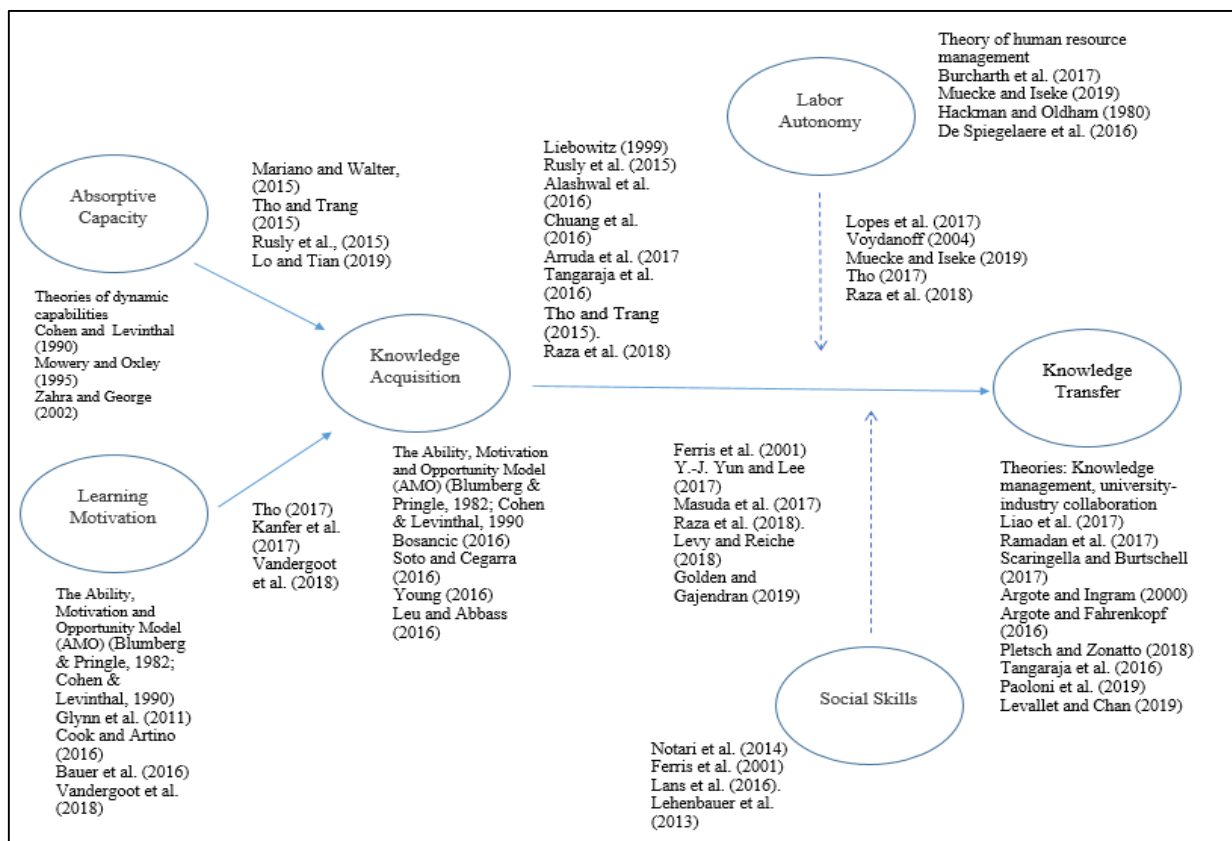 Theory of human resource
management
Burcharth et al. (2017)
Muecke and Iseke (2019)
Hackman and Oldham (1980)
De Spiegelaere et al. (2016)
Labor
Autonomy
Liebowitz (1999)
Rusly et al. (2015)
Alashwal et al.
(2016)
Chuang et al.
(2016)
Arruda et al. (2017
Tangaraja et al.
(2016)
Tho and Trang
(2015).
Raza et al. (2018)
Mariano and Walter,
(2015)
Tho and Trang
(2015)
Rusly et al., (2015)
Lo and Tian (2019)
Absorptive
Capacity
Lopes et al. (2017)
Voydanoff (2004)
Muecke and Iseke (2019)
Tho (2017)
Raza et al. (2018)
Theories of dynamic
capabilities
Cohen and Levinthal
(1990)
Mowery and Oxley
(1995)
Zahra and George
(2002)
Knowledge
Acquisition
Knowledge
Transfer
The Ability, Motivation
and Opportunity Model
(AMO) (Blumberg &
Pringle, 1982; Cohen
& Levinthal, 1990
Bosancic (2016)
Soto and Cegarra
(2016)
Young (2016)
Leu and Abbass
(2016)
Ferris et al. (2001)
Y.-J. Yun and Lee
(2017)
Masuda et al. (2017)
Raza et al. (2018).
Levy and Reiche
(2018)
Golden and
Gajendran (2019)
Theories: Knowledge
management, university-
industry collaboration
Liao et al. (2017)
Ramadan et al. (2017)
Scaringella and Burtschell
(2017)
Argote and Ingram (2000)
Argote and Fahrenkopf
(2016)
Pletsch and Zonatto (2018)
Tangaraja et al. (2016)
Paoloni et al. (2019)
Levallet and Chan (2019)
Learning
Motivation
Tho (2017)
Kanfer et al.
(2017)
Vandergoot
et al. (2018)
The Ability,
Motivation and
Opportunity Model
(AMO) (Blumberg
& Pringle, 1982;
Cohen &
Levinthal, 1990)
Glynn et al. (2011)
Cook and Artino
(2016)
Bauer et al. (2016)
Vandergoot et al.
(2018)
Social Skills
Notari et al. (2014)
Ferris et al. (2001)
Lans et al. (2016).
Lehenbauer et al.
(2013)